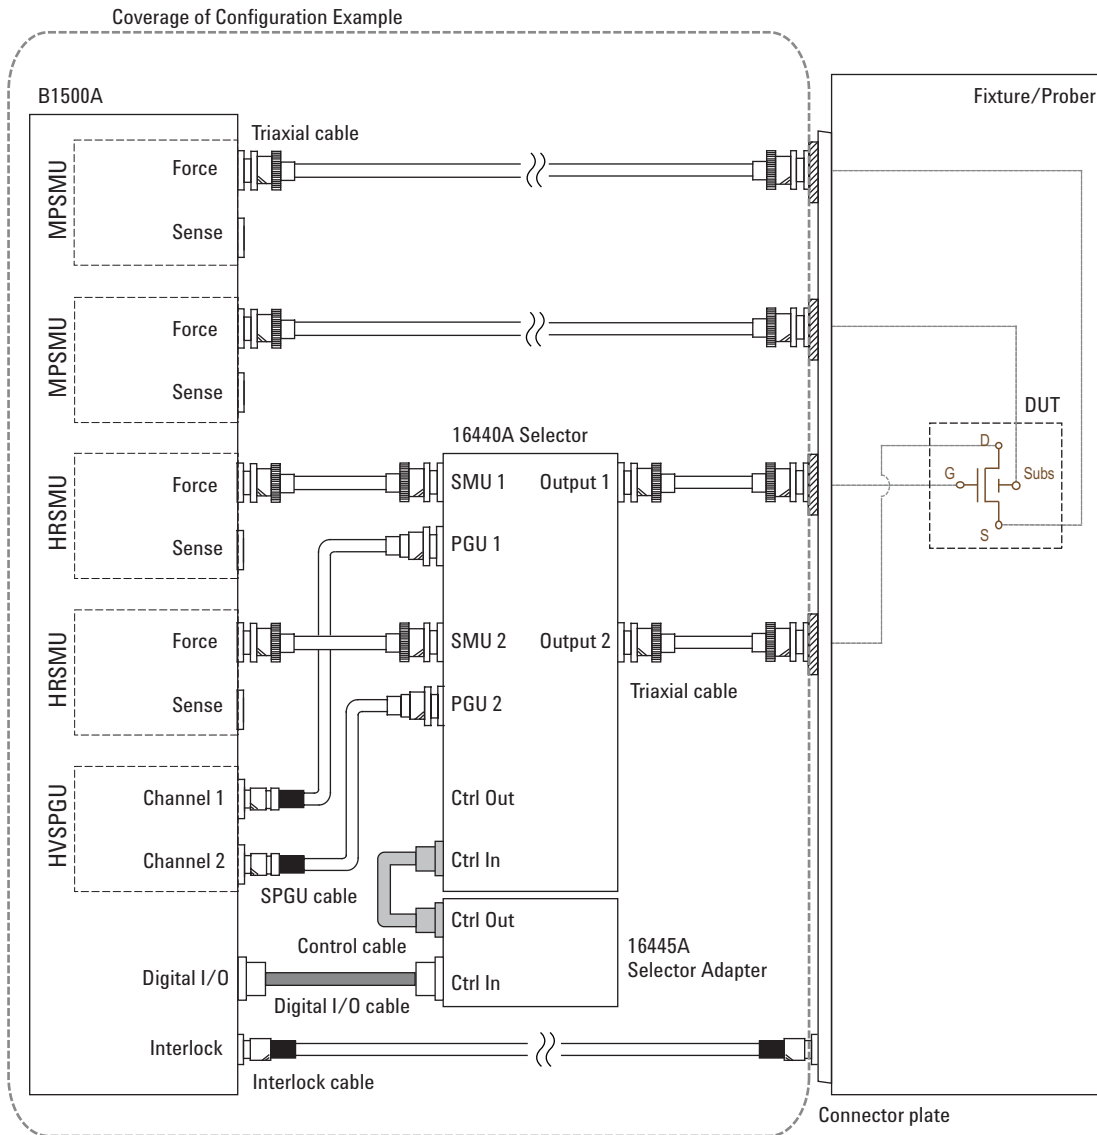 Coverage of Configuration Example
B1500A
Fixture/Prober
Triaxial cable
MPSMU
Force
Sense
MPSMU
Force
Sense
DUT
D
G
Subs
S
16440A Selector
HRSMU
Force
Sense
SMU 1
Output 1
PGU 1
HRSMU
Force
Sense
SMU 2
Output 2
PGU 2
Triaxial cable
HVSPGU
Channel 1
Channel 2
Ctrl Out
Ctrl In
SPGU cable
Ctrl Out
Control cable
16445A
Selector Adapter
Digital I/O
Ctrl In
Digital I/O cable
Interlock
Interlock cable
Connector plate